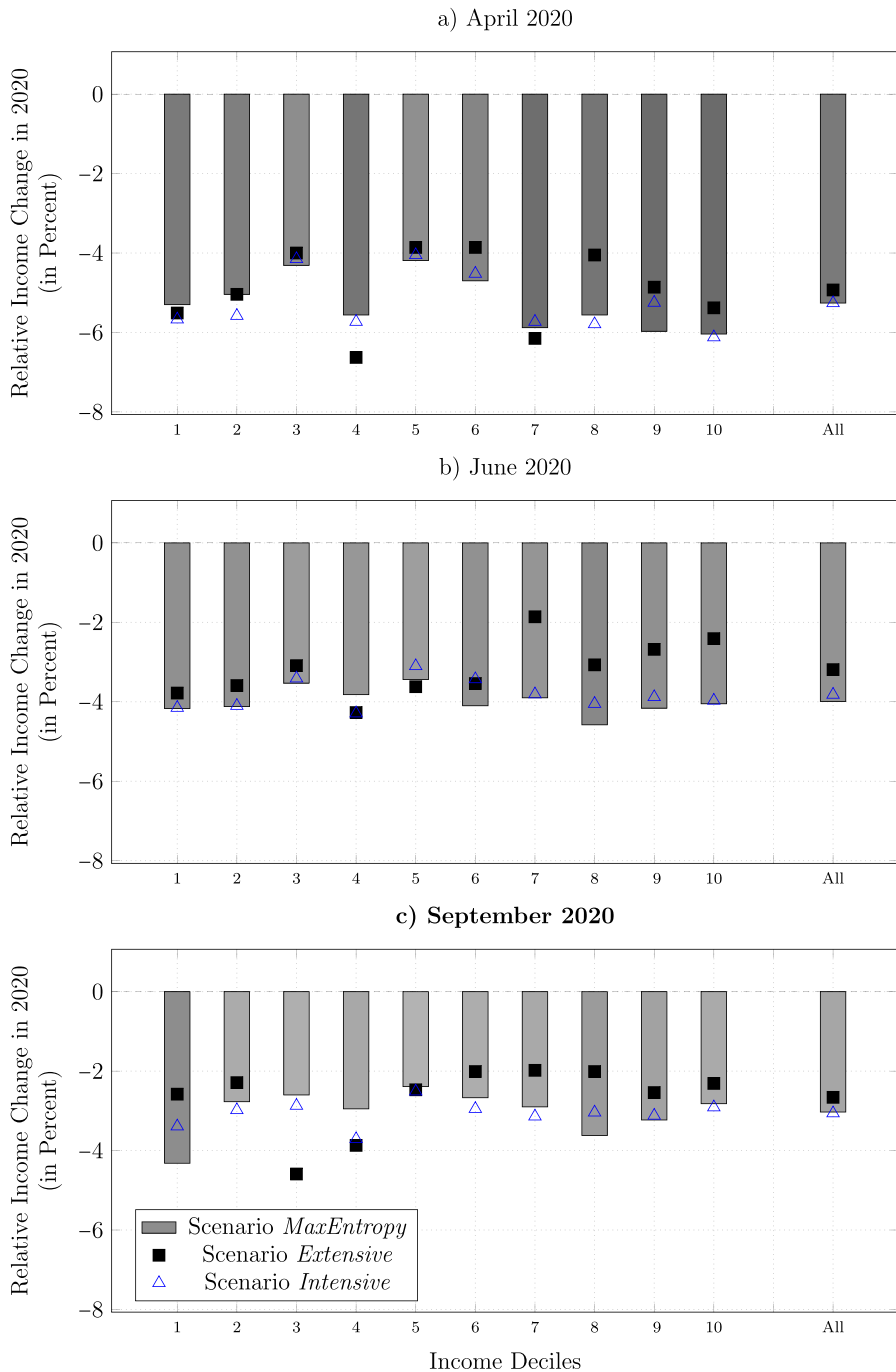 a) April 2020
Relative Income Change in 2020
(in Percent)
0
−2
−4
−6
−8
1 2 3 4 5 6 7 8 9 10 All
b) June 2020
Relative Income Change in 2020
(in Percent)
0
−2
−4
−6
−8
1 2 3 4 5 6 7 8 9 10 All
c) September 2020
Relative Income Change in 2020
(in Percent)
0
−2
−4
−6
−8
Scenario MaxEntropy
Scenario Extensive
Scenario Intensive
1 2 3 4 5 6 7 8 9 10 All
Income Deciles